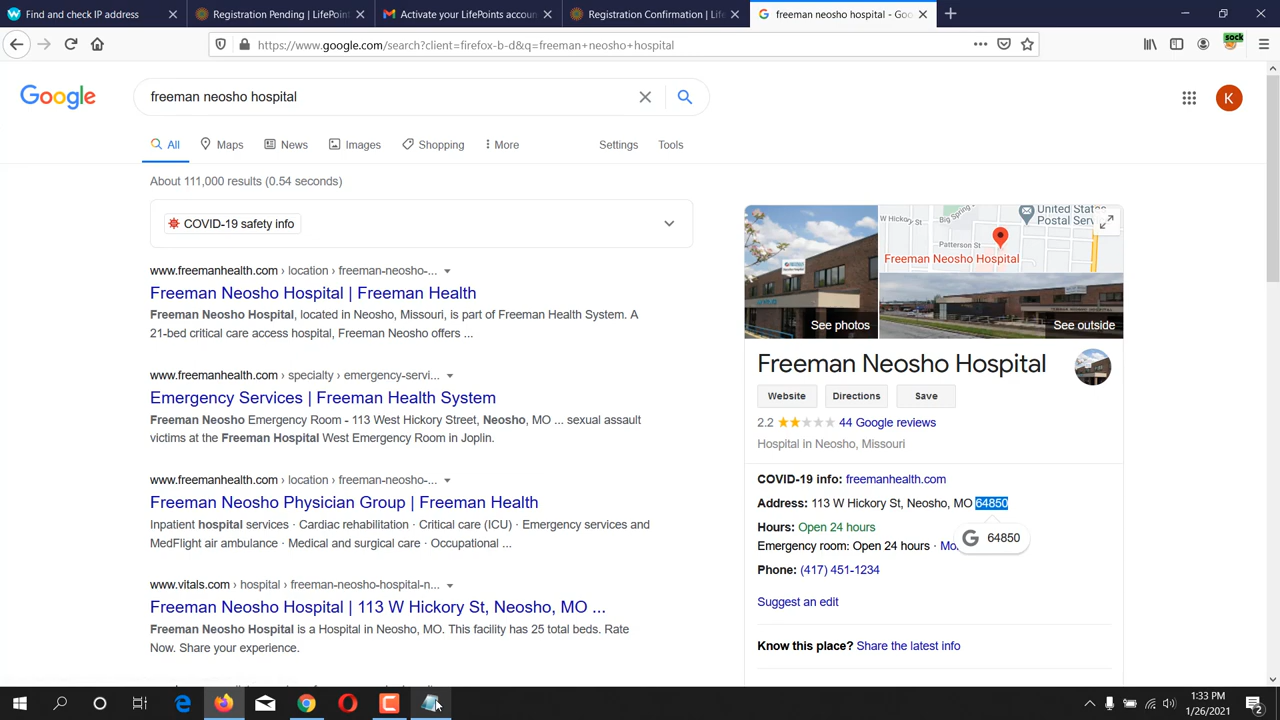 Find and check IP address
Registration Pending | LifePoint
Activate your LifePoints accoun
Registration Confirmation | Life
freeman neosho hospital - Goo
https://www.google.com/search?client=firefox-b-d&q=freeman+neosho+hospital
sock
Google
freeman neosho hospital
K
All
Maps
News
Images
Shopping
More
Settings
Tools
About 111,000 results (0.54 seconds)
COVID-19 safety info
www.freemanhealth.com › location › freeman-neosho-...
Freeman Neosho Hospital | Freeman Health
Freeman Neosho Hospital, located in Neosho, Missouri, is part of Freeman Health System. A
21-bed critical care access hospital, Freeman Neosho offers ...
www.freemanhealth.com › specialty › emergency-servi...
Emergency Services | Freeman Health System
Freeman Neosho Emergency Room - 113 West Hickory Street, Neosho, MO ... sexual assault
victims at the Freeman Hospital West Emergency Room in Joplin.
www.freemanhealth.com › location › freeman-neosho-...
Freeman Neosho Physician Group | Freeman Health
Inpatient hospital services · Cardiac rehabilitation · Critical care (ICU) · Emergency services and
MedFlight air ambulance · Medical and surgical care · Occupational ...
www.vitals.com › hospital › freeman-neosho-hospital-n...
Freeman Neosho Hospital | 113 W Hickory St, Neosho, MO ...
Freeman Neosho Hospital is a Hospital in Neosho, MO. This facility has 25 total beds. Rate
Now. Share your experience.
W Hickory St
Big Spring
United States
Postal Serv
Patterson St
Freeman Neosho Hospital
See photos
See outside
Freeman Neosho Hospital
Website
Directions
Save
2.2 44 Google reviews
Hospital in Neosho, Missouri
COVID-19 info: freemanhealth.com
Address: 113 W Hickory St, Neosho, MO 64850
Hours: Open 24 hours
64850
Emergency room: Open 24 hours · Mo
Phone: (417) 451-1234
Suggest an edit
Know this place? Share the latest info
1:33 PM
1/26/2021
2